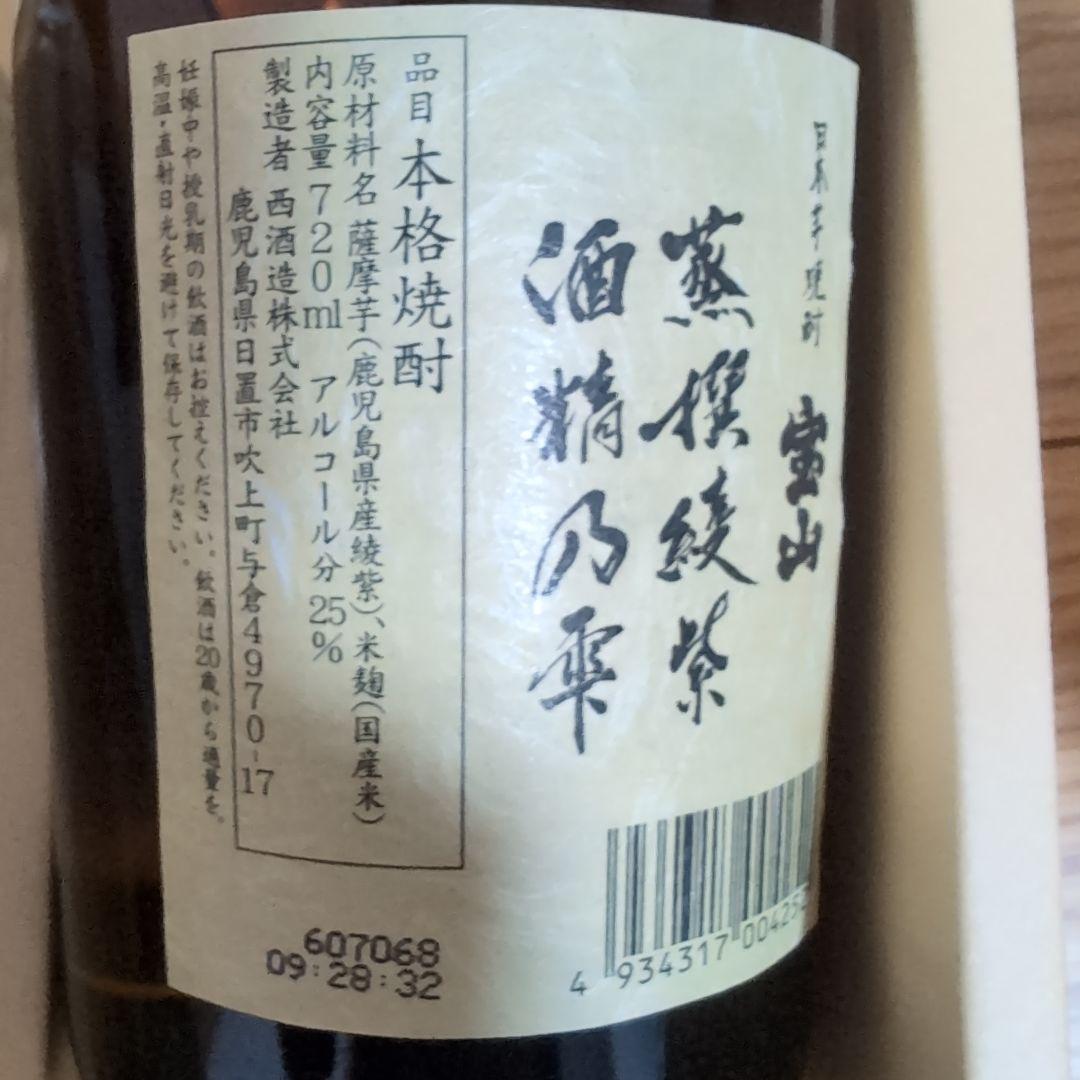 日本芋焼酎 宝山
蒸撰綾紫
酒精乃雫
品目 本格焼酎
原材料名 薩摩芋(鹿児島県産綾紫)、米麹(国産米)
内容量 720ml アルコール分 25%
製造者 西酒造株式会社
鹿児島県日置市吹上町与倉4970-17
妊娠中や授乳期の飲酒はお控えください。飲酒は20歳から適量を。
高温・直射日光を避けて保存してください。
4 934317 00425
607068
09:28:32